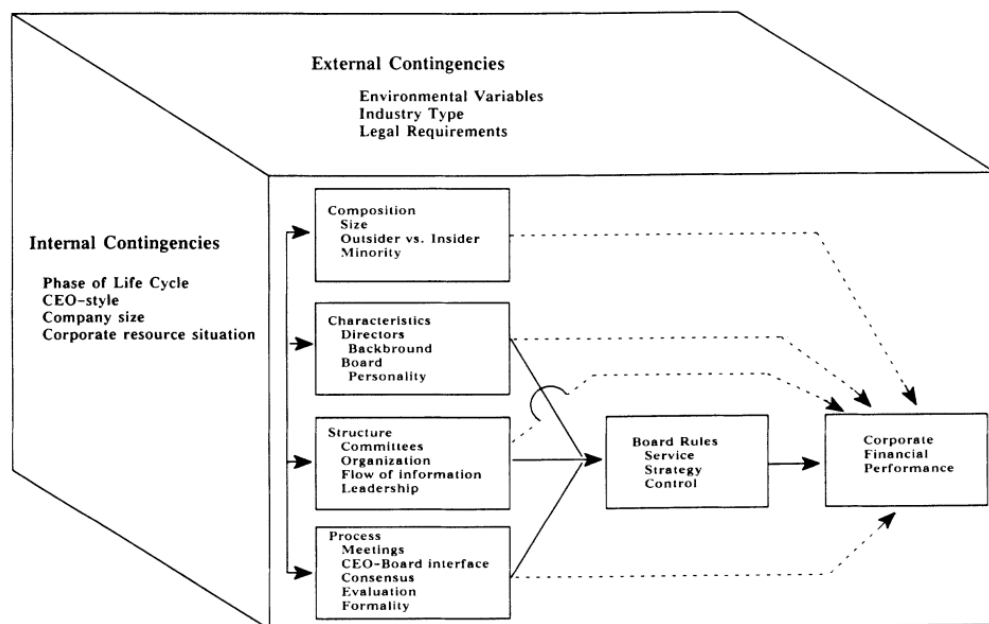 External Contingencies
Environmental Variables
Industry Type
Legal Requirements
Internal Contingencies
Phase of Life Cycle
CEO-style
Company size
Corporate resource situation
Composition
Size
Outsider vs. Insider
Minority
Characteristics
Directors
Backbround
Board
Personality
Structure
Committees
Organization
Flow of information
Leadership
Process
Meetings
CEO-Board interface
Consensus
Evaluation
Formality
Board Rules
Service
Strategy
Control
Corporate
Financial
Performance